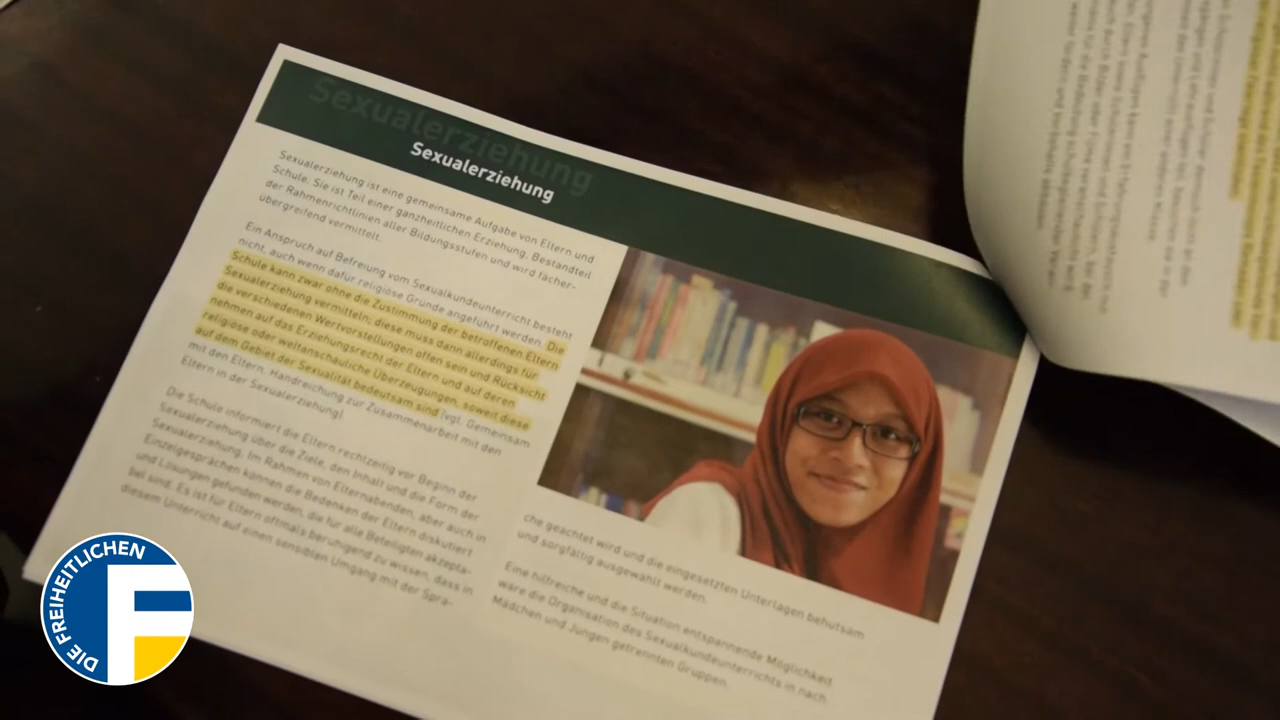 Sexualerziehung
Sexualerziehung
Sexualerziehung ist eine gemeinsame Aufgabe von Eltern und
Schule. Sie ist Teil einer ganzheitlichen Erziehung, Bestandteil
der Rahmenrichtlinien aller Bildungsstufen und wird fächer-
übergreifend vermittelt.
Ein Anspruch auf Befreiung vom Sexualkundeunterricht besteht
nicht, auch wenn dafür religiöse Gründe angeführt werden. Die
Schule kann zwar ohne die Zustimmung der betroffenen Eltern
Sexualerziehung vermitteln; diese muss dann allerdings für
die verschiedenen Wertvorstellungen offen sein und Rücksicht
nehmen auf das Erziehungsrecht der Eltern und auf deren
religiöse oder weltanschauliche Überzeugungen, soweit diese
auf dem Gebiet der Sexualität bedeutsam sind (vgl. Gemeinsam
mit den Eltern. Handreichung zur Zusammenarbeit mit den
Eltern in der Sexualerziehung).
Die Schule informiert die Eltern rechtzeitig vor Beginn der
Sexualerziehung über die Ziele, den Inhalt und die Form der
Sexualerziehung. Im Rahmen von Elternabenden, aber auch in
Einzelgesprächen können die Bedenken der Eltern diskutiert
und Lösungen gefunden werden, die für alle Beteiligten akzepta-
bel sind. Es ist für Eltern oftmals beruhigend zu wissen, dass in
diesem Unterricht auf einen sensiblen Umgang mit der Spra-
che geachtet wird und die eingesetzten Unterlagen behutsam
und sorgfältig ausgewählt werden.
Eine hilfreiche und die Situation entspannende Möglichkeit
wäre die Organisation des Sexualkundeunterrichts in nach
Mädchen und Jungen getrennten Gruppen.
DIE FREIHEITLICHEN
F